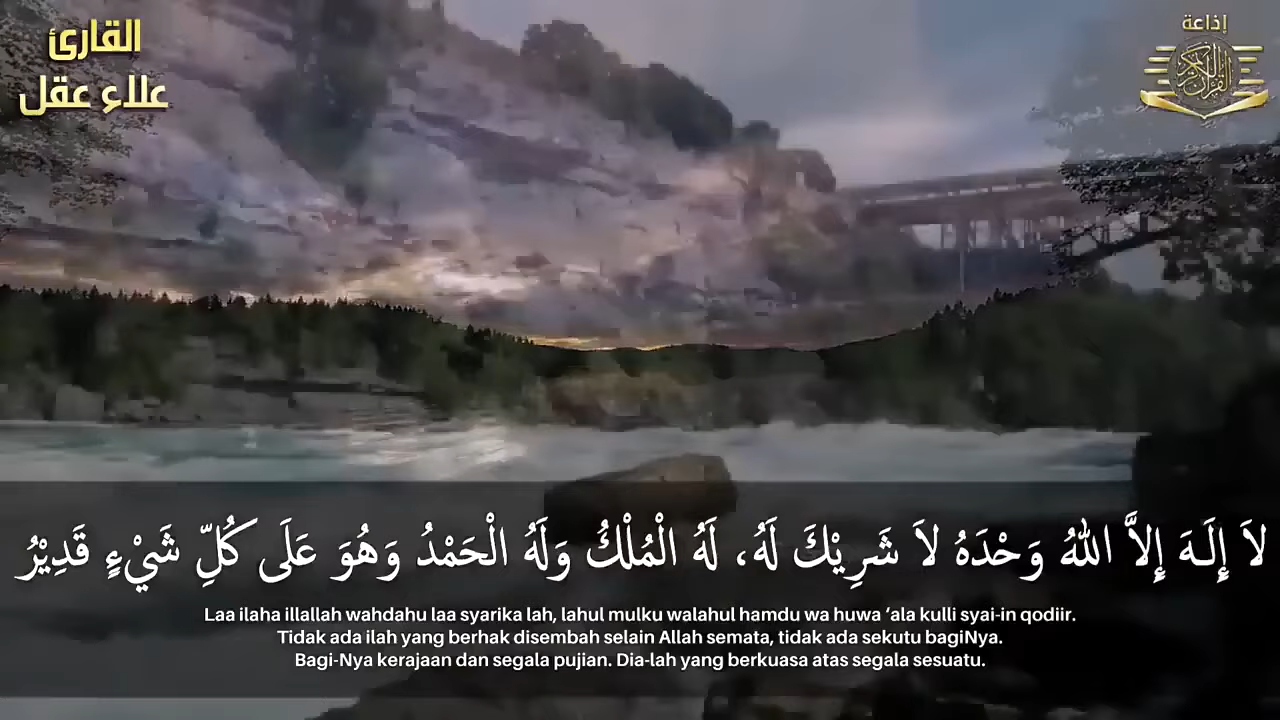 القارئ
علاء عقل
إذاعة
القرآن الكريم
لاَ إِلَهَ إِلاَّ اللهُ وَحْدَهُ لاَ شَرِيْكَ لَهُ، لَهُ الْمُلْكُ وَلَهُ الْحَمْدُ وَهُوَ عَلَى كُلِّ شَيْءٍ قَدِيْرُ
Laa ilaha illallah wahdahu laa syarika lah, lahul mulku walahul hamdu wa huwa ‘ala kulli syai-in qodiir.
Tidak ada ilah yang berhak disembah selain Allah semata, tidak ada sekutu bagiNya.
Bagi-Nya kerajaan dan segala pujian. Dia-lah yang berkuasa atas segala sesuatu.